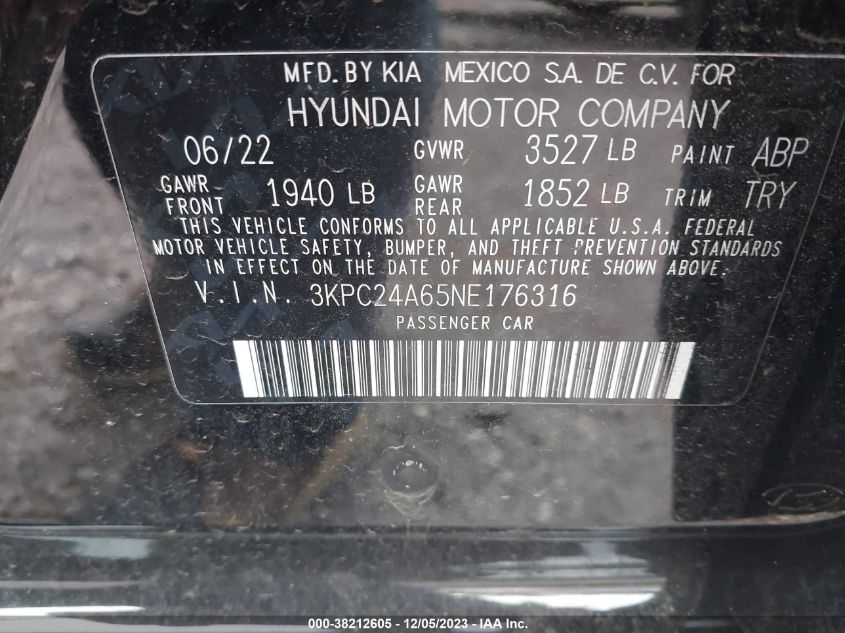 MFD. BY KIA MEXICO S.A. DE C.V. FOR
HYUNDAI MOTOR COMPANY
06/22 GVWR 3527 LB PAINT ABP
GAWR FRONT 1940 LB GAWR REAR 1852 LB TRIM TRY
THIS VEHICLE CONFORMS TO ALL APPLICABLE U.S.A. FEDERAL
MOTOR VEHICLE SAFETY, BUMPER, AND THEFT PREVENTION STANDARDS
IN EFFECT ON THE DATE OF MANUFACTURE SHOWN ABOVE.
V.I.N. 3KPC24A65NE176316
PASSENGER CAR
000-38212605 - 12/05/2023 - IAA Inc.